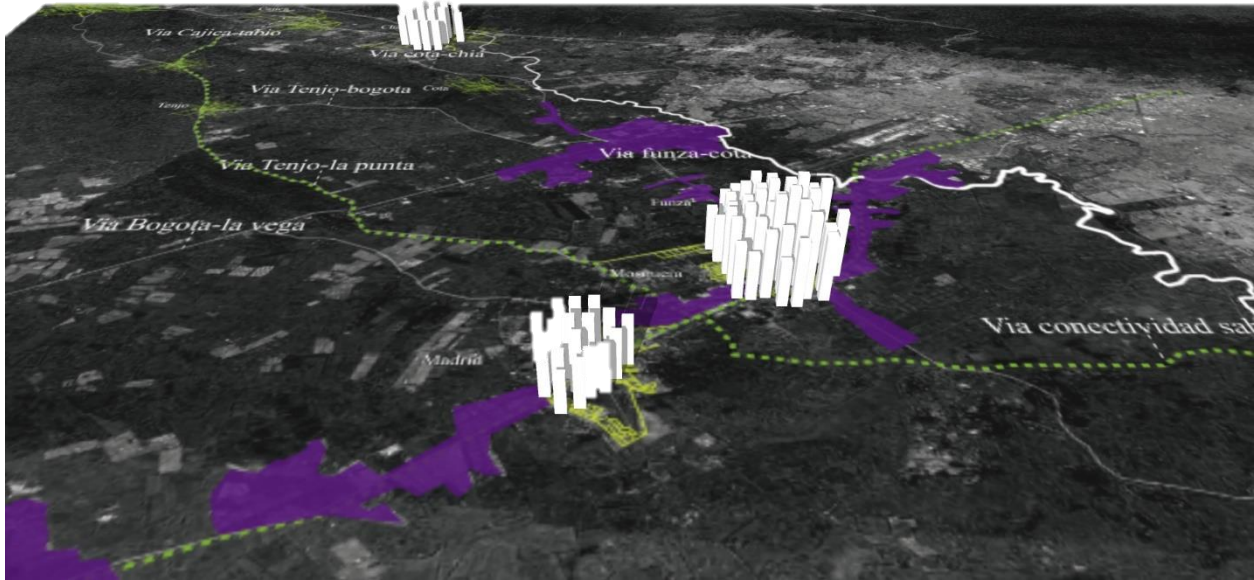 Via Cajica-tabio
Via cota-chia
Via Tenjo-bogota
Cota
Tenjo
Via funza-cota
Via Tenjo-la punta
Funza
Via Bogota-la vega
Mosquera
Via conectividad sab
Madrid